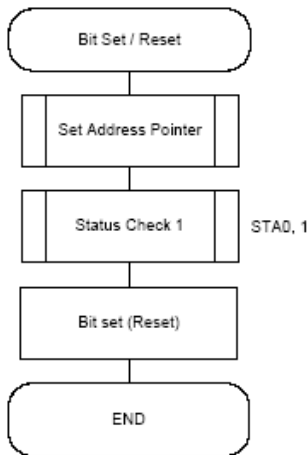 Bit Set / Reset
Set Address Pointer
Status Check 1
STA0, 1
Bit set (Reset)
END